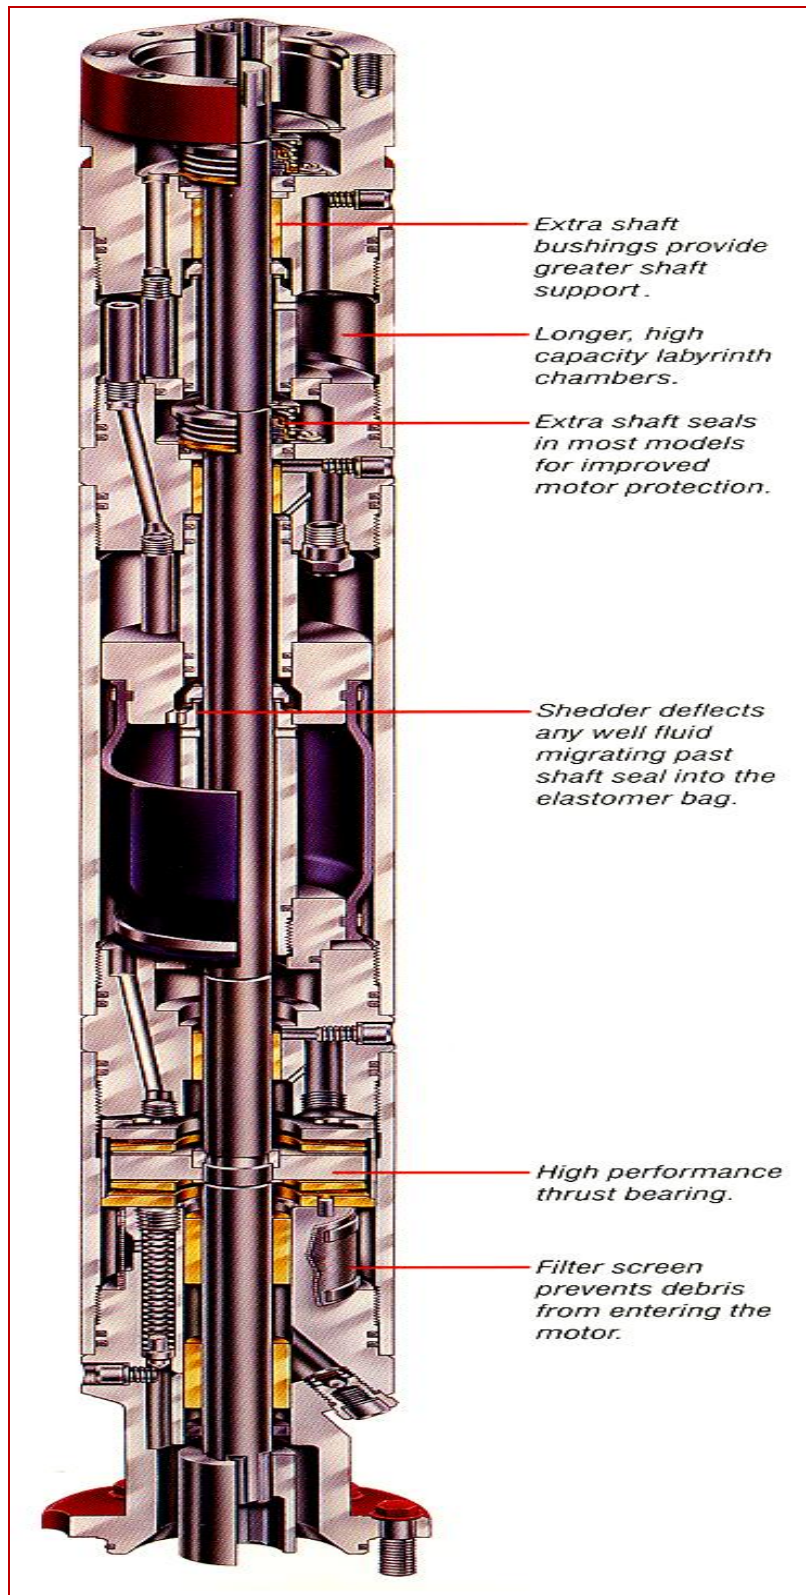 Extra shaft
bushings provide
greater shaft
support.
Longer, high
capacity labyrinth
chambers.
Extra shaft seals
in most models
for improved
motor protection.
Shedder deflects
any well fluid
migrating past
shaft seal into the
elastomer bag.
High performance
thrust bearing.
Filter screen
prevents debris
from entering the
motor.